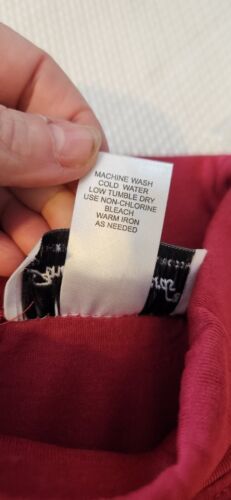 MACHINE WASH
COLD WATER
LOW TUMBLE DRY
USE NON-CHLORINE
BLEACH
WARM IRON
AS NEEDED